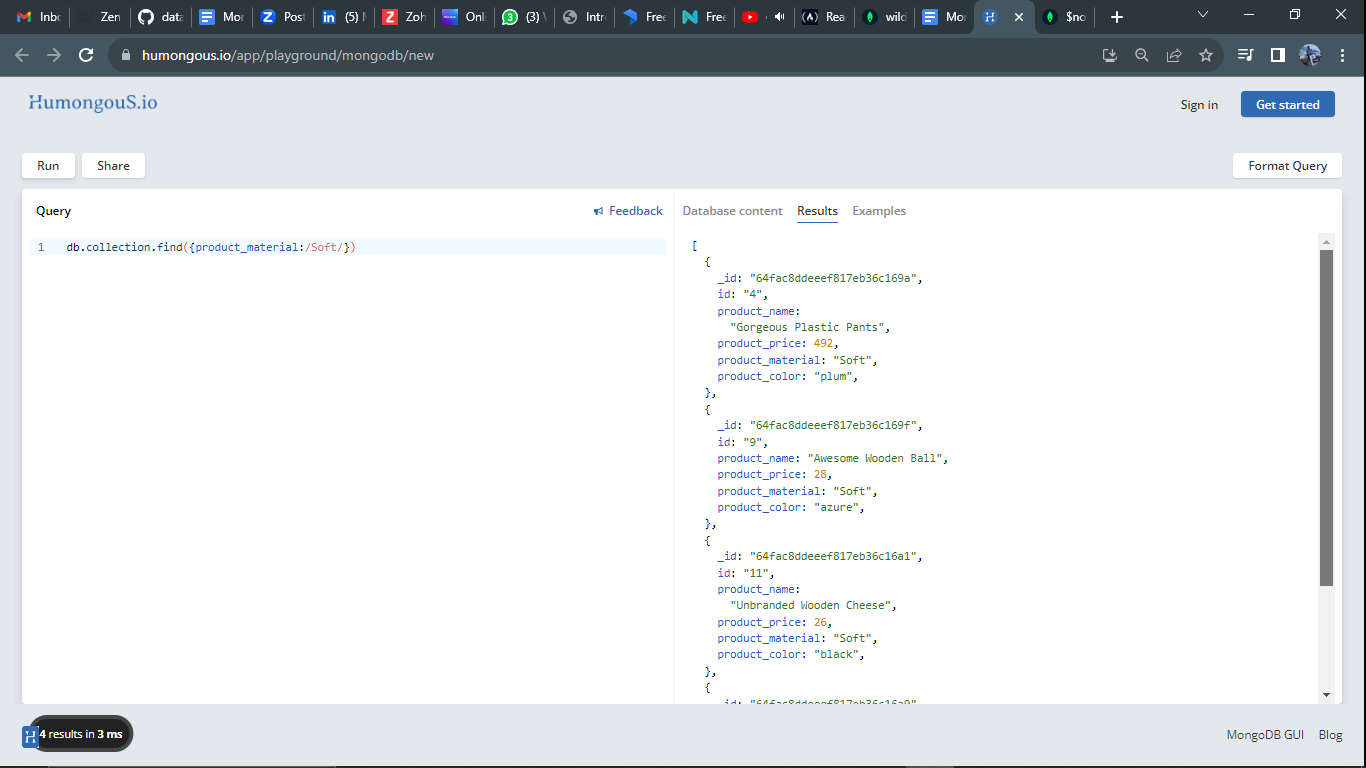 Inbo
Zen
data
Mon
Post
(5)
Zoh
Onli
(3)
Intr
Free
Free
Rea
wild
Mo
$no
humongous.io/app/playground/mongodb/new
HumongouS.io
Sign in
Get started
Run
Share
Format Query
Query
Feedback
Database content
Results
Examples
1 db.collection.find({product_material:/Soft/})
[
{
_id: "64fac8ddeeef817eb36c169a",
id: "4",
product_name:
"Gorgeous Plastic Pants",
product_price: 492,
product_material: "Soft",
product_color: "plum",
},
{
_id: "64fac8ddeeef817eb36c169f",
id: "9",
product_name: "Awesome Wooden Ball",
product_price: 28,
product_material: "Soft",
product_color: "azure",
},
{
_id: "64fac8ddeeef817eb36c16a1",
id: "11",
product_name:
"Unbranded Wooden Cheese",
product_price: 26,
product_material: "Soft",
product_color: "black",
},
{
H 4 results in 3 ms
MongoDB GUI
Blog